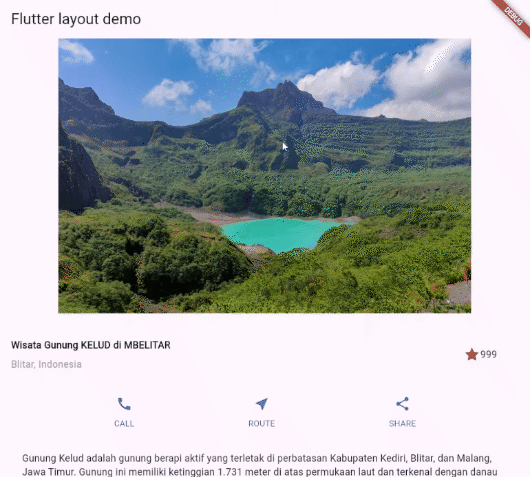 Flutter layout demo
DEBUG
Wisata Gunung KELUD di MBELITAR
Blitar, Indonesia
999
CALL
ROUTE
SHARE
Gunung Kelud adalah gunung berapi aktif yang terletak di perbatasan Kabupaten Kediri, Blitar, dan Malang,
Jawa Timur. Gunung ini memiliki ketinggian 1.731 meter di atas permukaan laut dan terkenal dengan danau